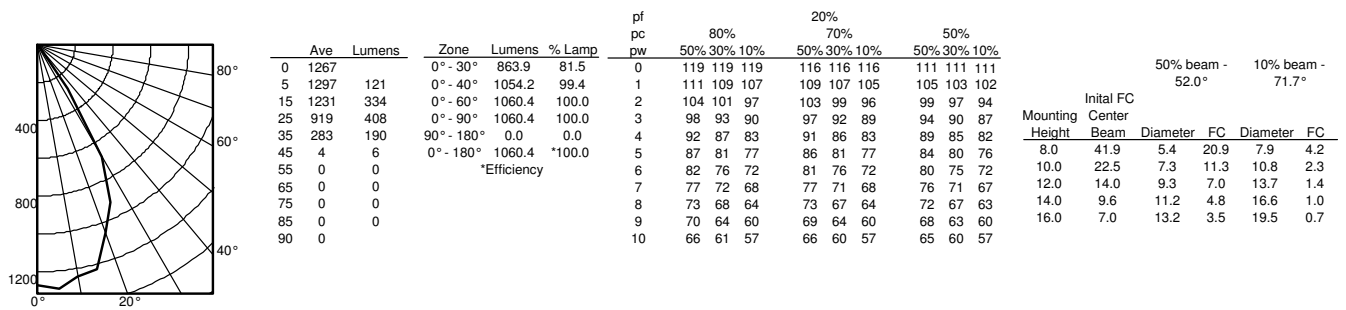 80°
60°
40°
20°
0°
400
800
1200
Ave Lumens
0 1267
5 1297 121
15 1231 334
25 919 408
35 283 190
45 4 6
55 0 0
65 0 0
75 0 0
85 0 0
90 0
Zone Lumens % Lamp
0° - 30° 863.9 81.5
0° - 40° 1054.2 99.4
0° - 60° 1060.4 100.0
0° - 90° 1060.4 100.0
90° - 180° 0.0 0.0
0° - 180° 1060.4 *100.0
*Efficiency
pf 20%
pc 80% 70% 50%
pw 50% 30% 10% 50% 30% 10% 50% 30% 10%
0 119 119 119 116 116 116 111 111 111
1 111 109 107 109 107 105 105 103 102
2 104 101 97 103 99 96 99 97 94
3 98 93 90 97 92 89 94 90 87
4 92 87 83 91 86 83 89 85 82
5 87 81 77 86 81 77 84 80 76
6 82 76 72 81 76 72 80 75 72
7 77 72 68 77 71 68 76 71 67
8 73 68 64 73 67 64 72 67 63
9 70 64 60 69 64 60 68 63 60
10 66 61 57 66 60 57 65 60 57
50% beam - 10% beam -
52.0° 71.7°
Inital FC
Mounting Center
Height Beam Diameter FC Diameter FC
8.0 41.9 5.4 20.9 7.9 4.2
10.0 22.5 7.3 11.3 10.8 2.3
12.0 14.0 9.3 7.0 13.7 1.4
14.0 9.6 11.2 4.8 16.6 1.0
16.0 7.0 13.2 3.5 19.5 0.7